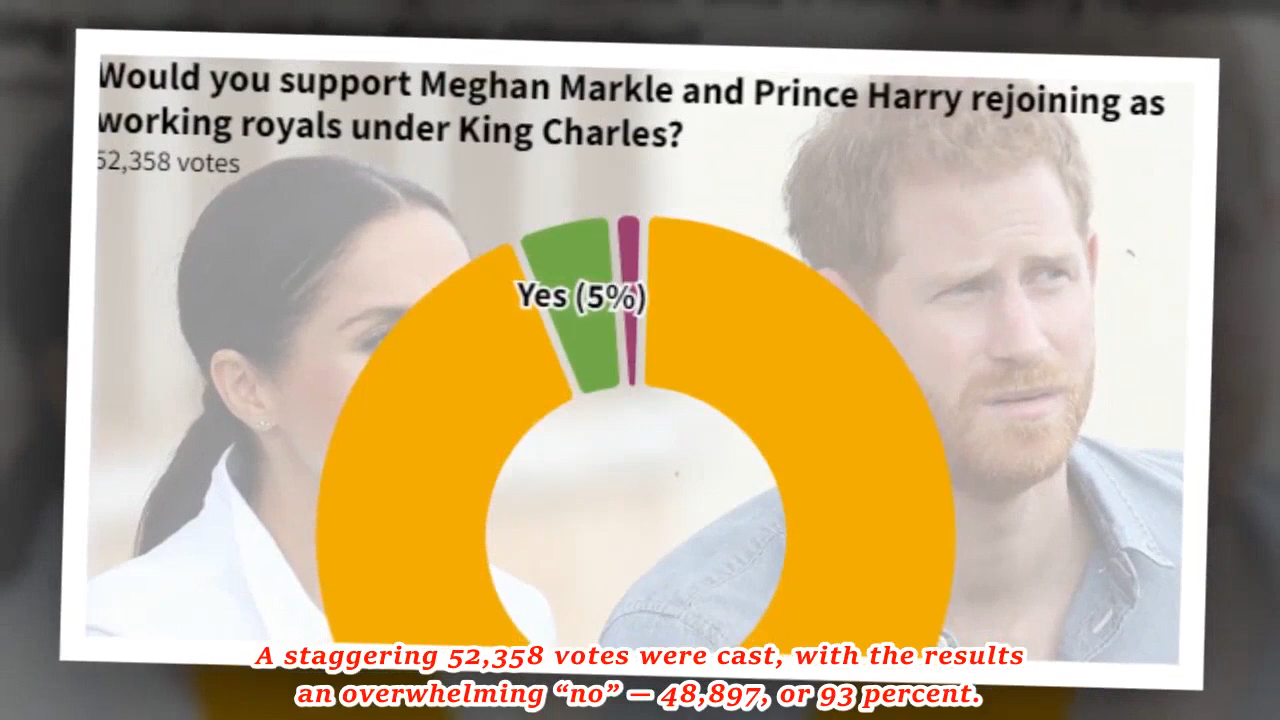 Would you support Meghan Markle and Prince Harry rejoining as
working royals under King Charles?
52,358 votes
Yes (5%)
A staggering 52,358 votes were cast, with the results
an overwhelming “no” — 48,897, or 93 percent.